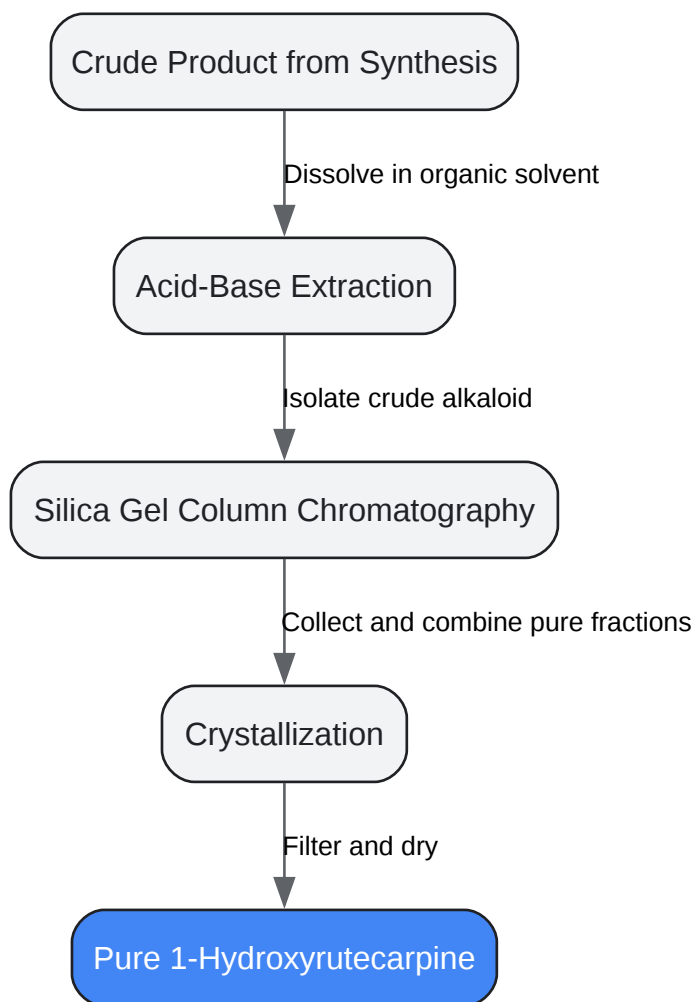 Crude Product from Synthesis
Dissolve in organic solvent
Acid-Base Extraction
Isolate crude alkaloid
Silica Gel Column Chromatography
Collect and combine pure fractions
Crystallization
Filter and dry
Pure 1-Hydroxyrutecarpine